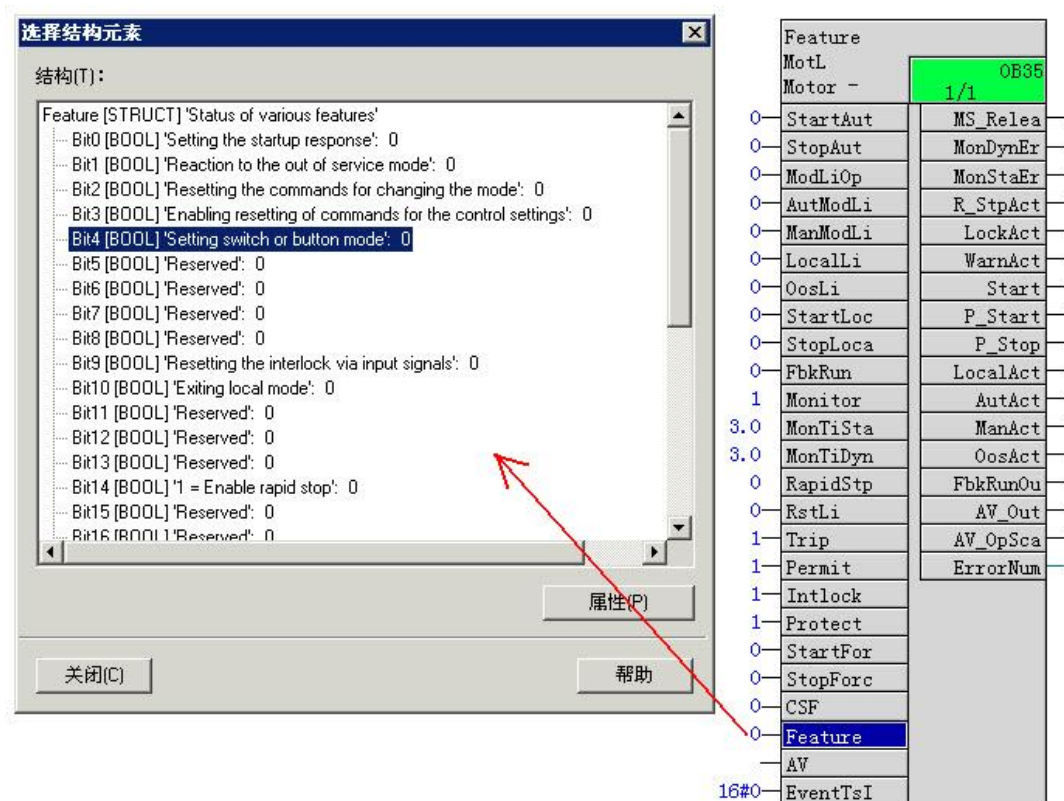 选择结构元素
结构(T):
Feature [STRUCT] 'Status of various features'
Bit0 [BOOL] 'Setting the startup response': 0
Bit1 [BOOL] 'Reaction to the out of service mode': 0
Bit2 [BOOL] 'Resetting the commands for changing the mode': 0
Bit3 [BOOL] 'Enabling resetting of commands for the control settings': 0
Bit4 [BOOL] 'Setting switch or button mode': 0
Bit5 [BOOL] 'Reserved': 0
Bit6 [BOOL] 'Reserved': 0
Bit7 [BOOL] 'Reserved': 0
Bit8 [BOOL] 'Reserved': 0
Bit9 [BOOL] 'Resetting the interlock via input signals': 0
Bit10 [BOOL] 'Exiting local mode': 0
Bit11 [BOOL] 'Reserved': 0
Bit12 [BOOL] 'Reserved': 0
Bit13 [BOOL] 'Reserved': 0
Bit14 [BOOL] '1 = Enable rapid stop': 0
Bit15 [BOOL] 'Reserved': 0
Bit16 [BOOL] 'Reserved': 0
属性(P)
关闭(C) 帮助
Feature
MotL
Motor -
OB35
1/1
0 StartAut MS_Relea
0 StopAut MonDynEr
0 ModLiOp MonStaEr
0 AutModLi R_StpAct
0 ManModLi LockAct
0 LocalLi WarnAct
0 OosLi Start
0 StartLoc P_Start
0 StopLoca P_Stop
0 FbkRun LocalAct
1 Monitor AutAct
3.0 MonTiSta ManAct
3.0 MonTiDyn OosAct
0 RapidStp FbkRunOu
0 RstLi AV_Out
1 Trip AV_OpSca
1 Permit ErrorNum
1 Intlock
1 Protect
0 StartFor
0 StopForc
0 CSF
0 Feature
AV
16#0 EventTsI